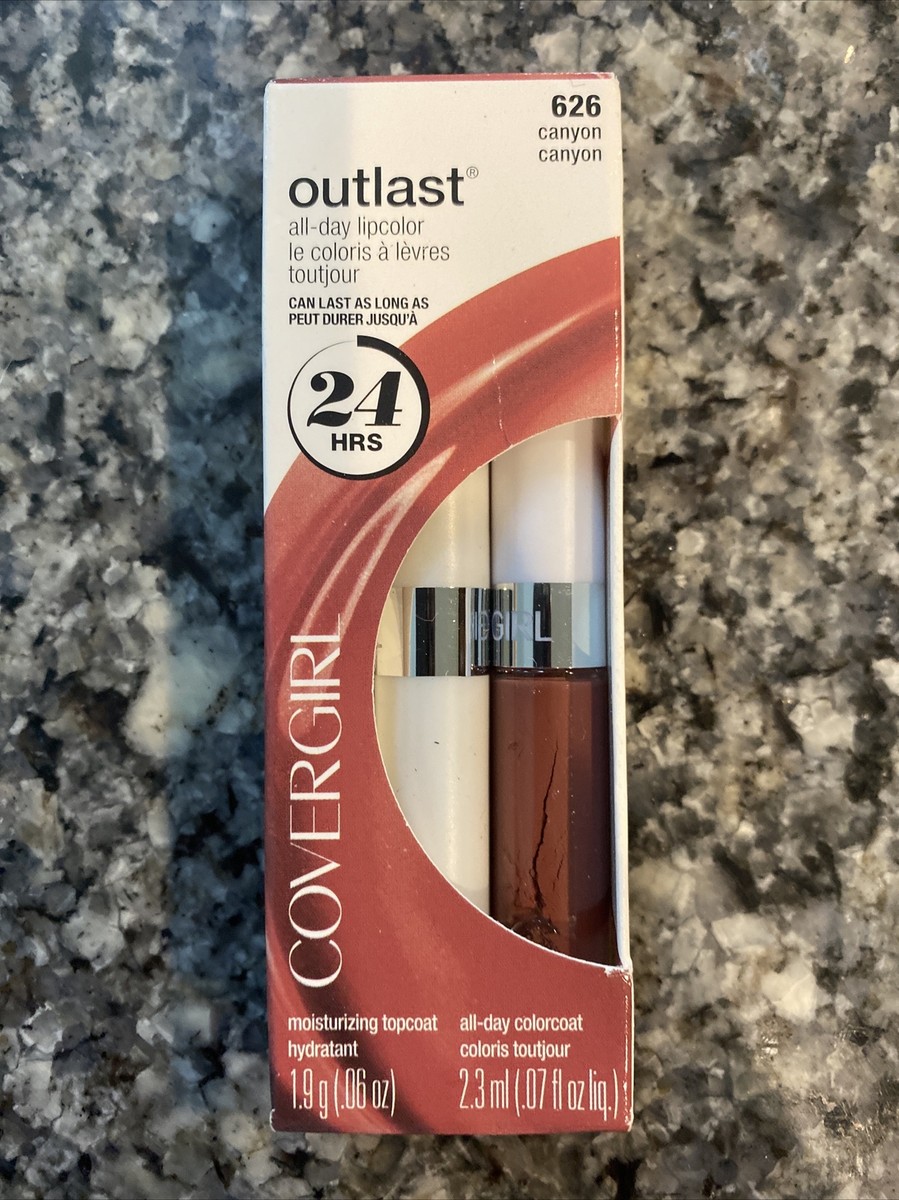 626
canyon
canyon
outlast®
all-day lipcolor
le coloris à lèvres
toutjour
CAN LAST AS LONG AS
PEUT DURER JUSQU'À
24
HRS
COVERGIRL
moisturizing topcoat
hydratant
1.9 g (.06 oz)
all-day colorcoat
coloris toutjour
2.3 ml (.07 fl oz liq.)